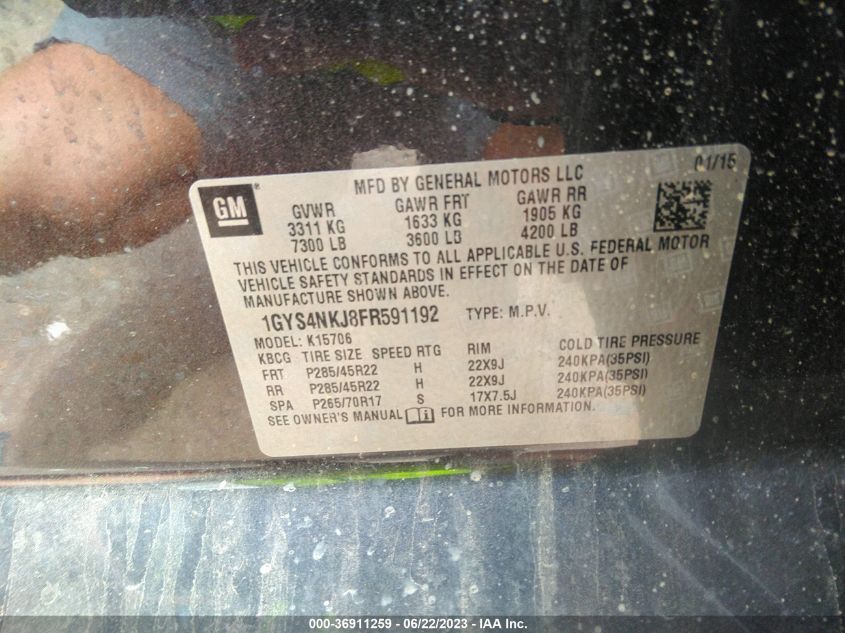 04/15
MFD BY GENERAL MOTORS LLC
GM
GVWR GAWR FRT GAWR RR
3311 KG 1633 KG 1905 KG
7300 LB 3600 LB 4200 LB
THIS VEHICLE CONFORMS TO ALL APPLICABLE U.S. FEDERAL MOTOR
VEHICLE SAFETY STANDARDS IN EFFECT ON THE DATE OF
MANUFACTURE SHOWN ABOVE.
1GYS4NKJ8FR591192 TYPE: M.P.V.
MODEL: K15706
KBCG TIRE SIZE SPEED RTG RIM COLD TIRE PRESSURE
FRT P285/45R22 H 22X9J 240KPA(35PSI)
RR P285/45R22 H 22X9J 240KPA(35PSI)
SPA P265/70R17 S 17X7.5J 240KPA(35PSI)
SEE OWNER'S MANUAL FOR MORE INFORMATION.
000-36911259 - 06/22/2023 - IAA Inc.